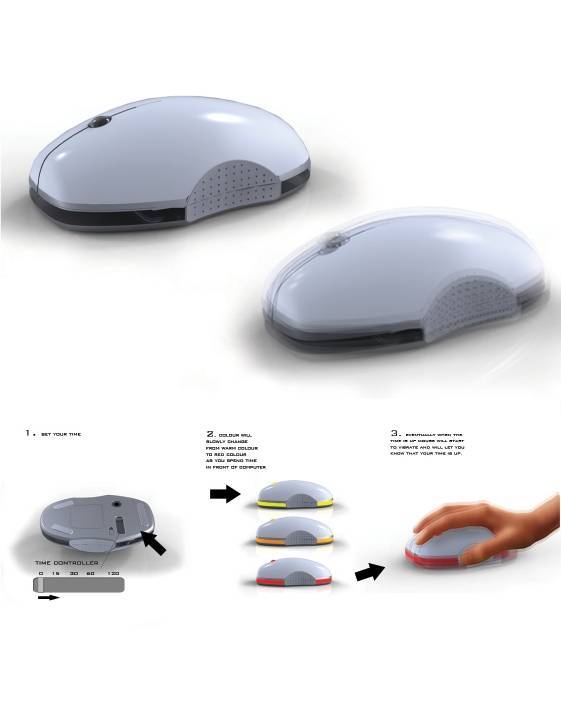 1. SET YOUR TIME
2. COLOUR WILL
SLOWLY CHANGE
FROM WARM COLOUR
TO RED COLOUR
AS YOU SPEND TIME
IN FRONT OF COMPUTER
3. EVENTUALLY WHEN THE
TIME IS UP MOUSE WILL START
TO VIBRATE AND WILL LET YOU
KNOW THAT YOUR TIME IS UP.
TIME CONTROLLER
0 15 30 60 120